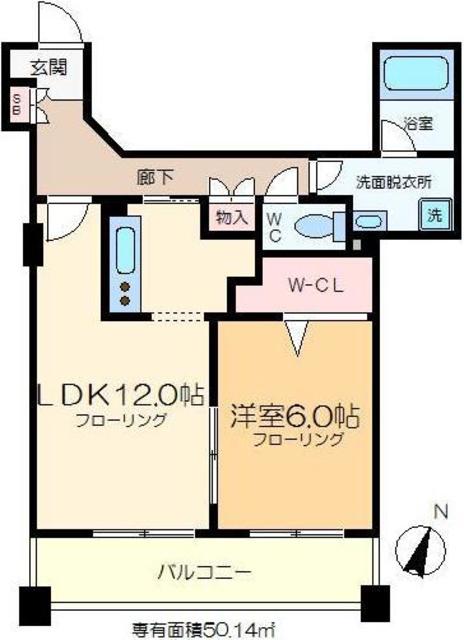 玄関
SB
浴室
廊下
洗面脱衣所
物入
WC
洗
W-CL
LDK12.0帖
フローリング
洋室6.0帖
フローリング
N
バルコニー
専有面積50.14㎡